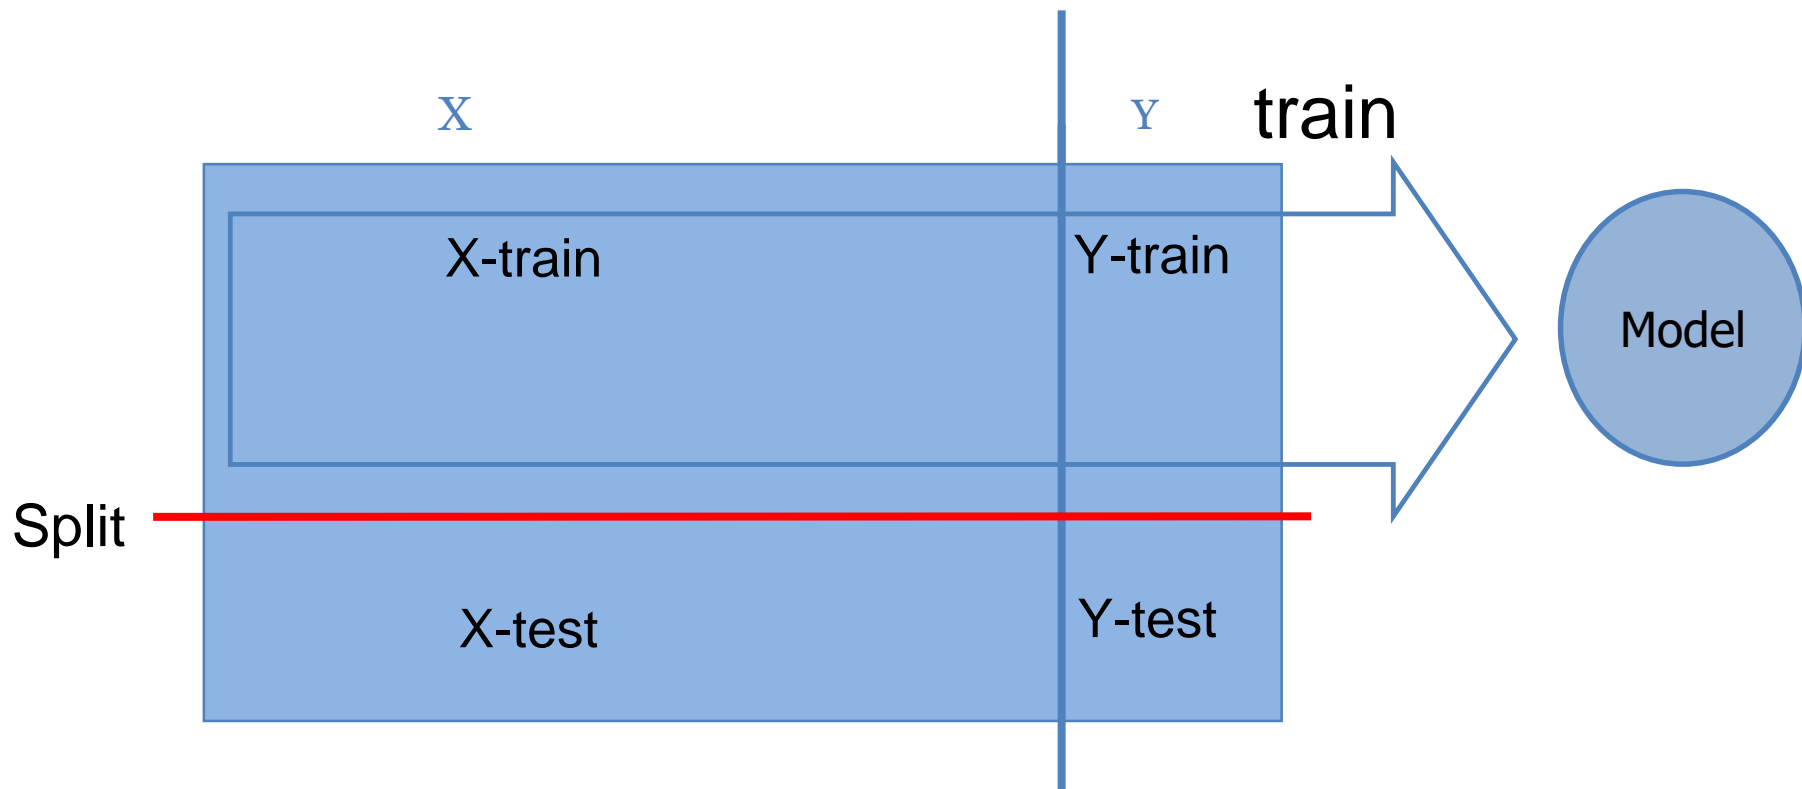 X
Y
train
X-train
Y-train
Model
Split
X-test
Y-test